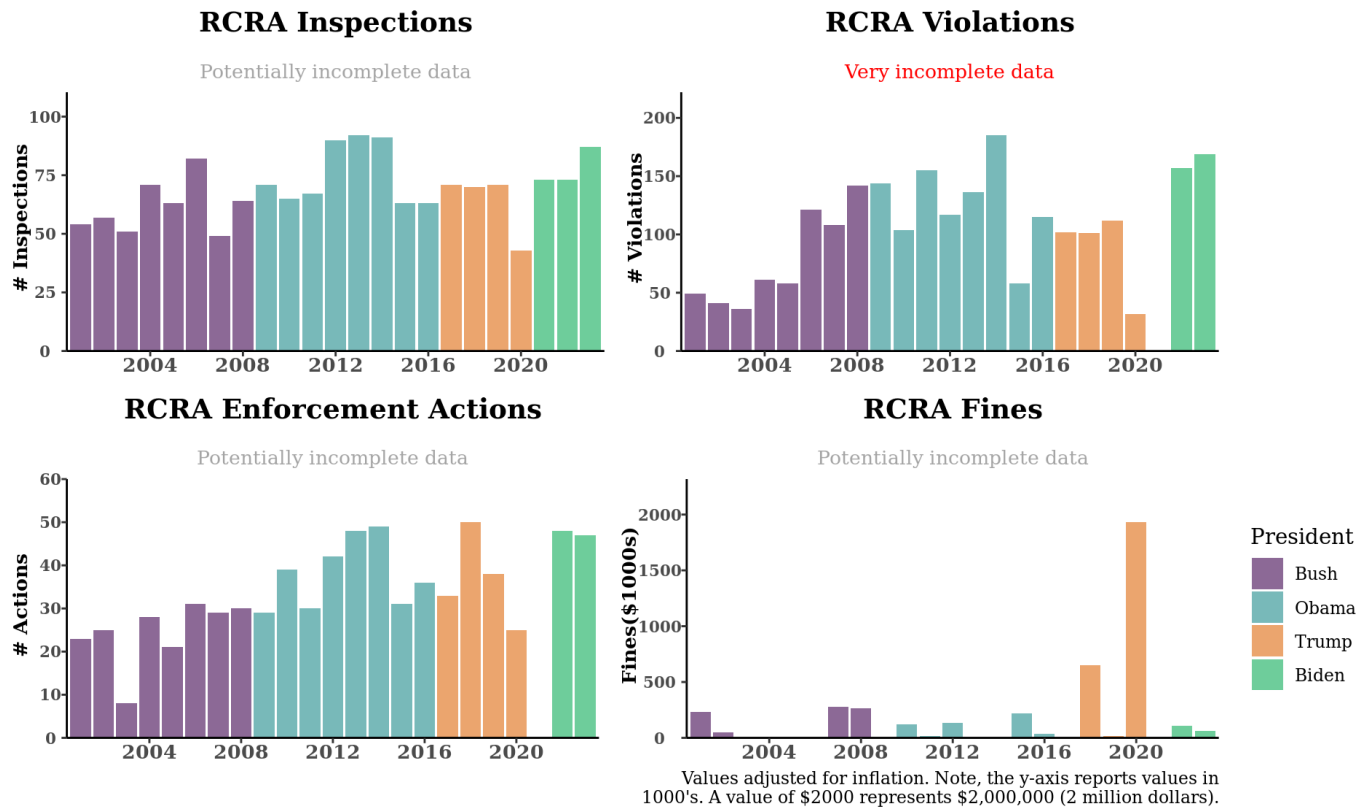 RCRA Inspections
Potentially incomplete data
# Inspections
100
75
50
25
0
2004 2008 2012 2016 2020
RCRA Violations
Very incomplete data
# Violations
200
150
100
50
0
2004 2008 2012 2016 2020
RCRA Enforcement Actions
Potentially incomplete data
# Actions
60
50
40
30
20
10
0
2004 2008 2012 2016 2020
RCRA Fines
Potentially incomplete data
Fines($1000s)
2000
1500
1000
500
0
2004 2008 2012 2016 2020
Values adjusted for inflation. Note, the y-axis reports values in
1000's. A value of $2000 represents $2,000,000 (2 million dollars).
President
Bush
Obama
Trump
Biden